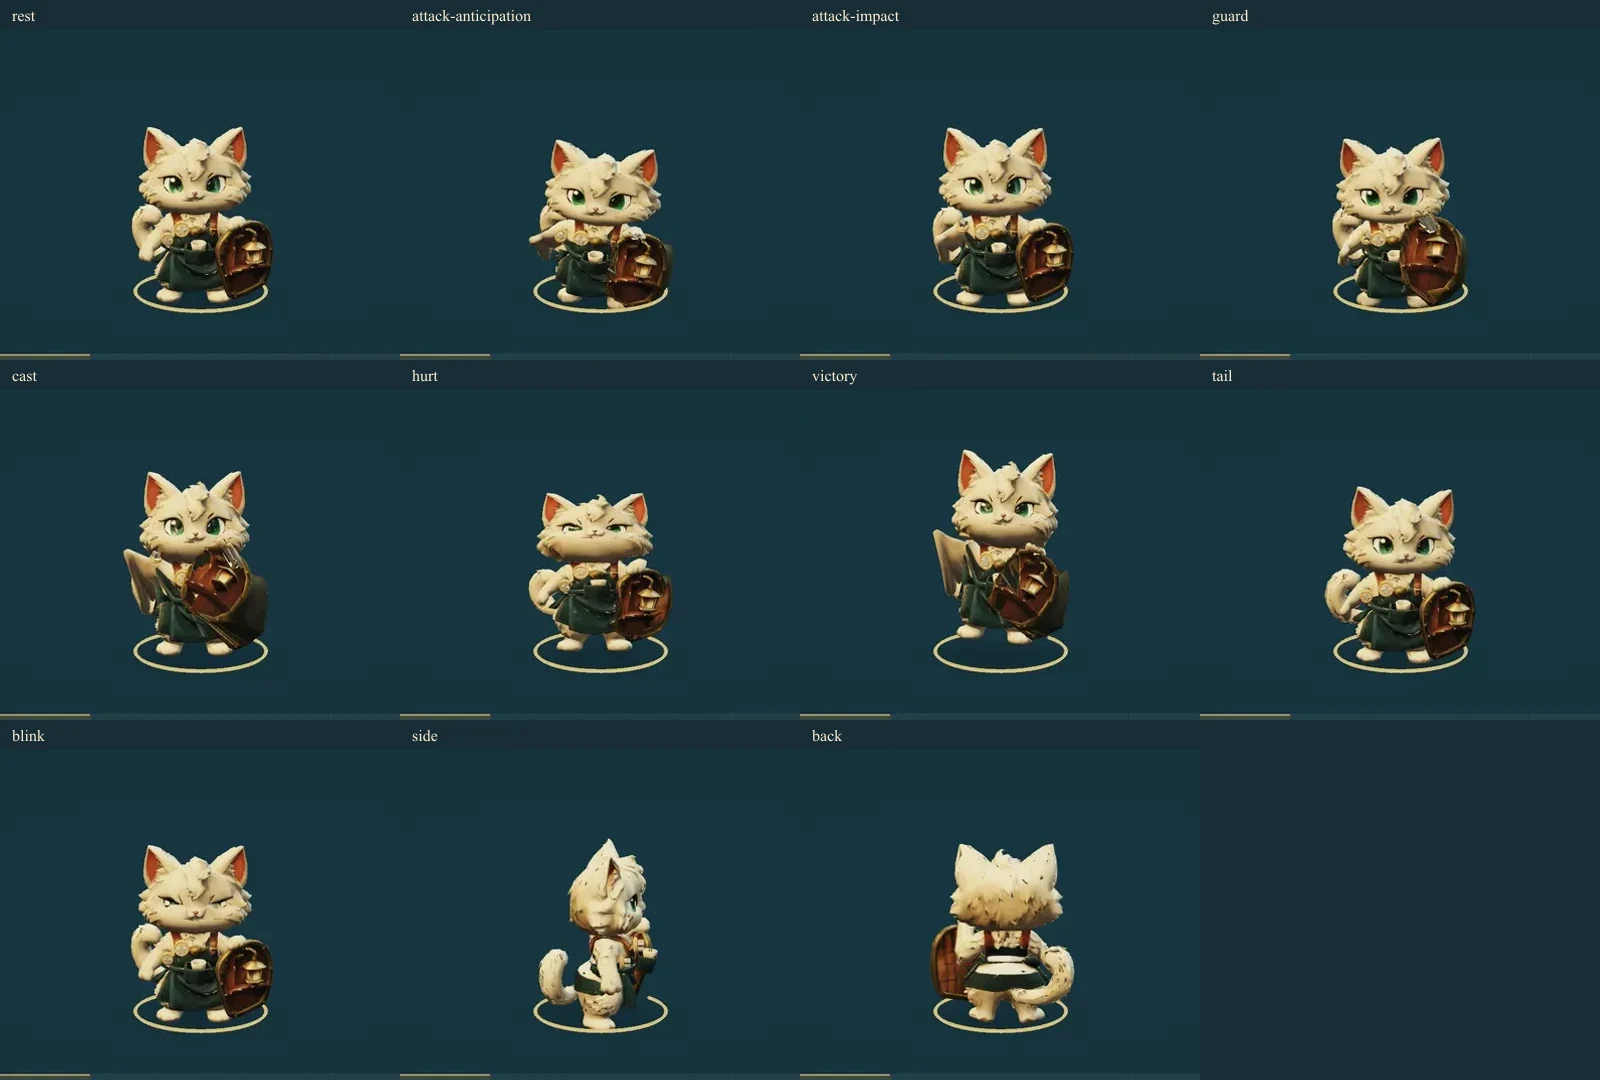 rest
attack-anticipation
attack-impact
guard
cast
hurt
victory
tail
blink
side
back